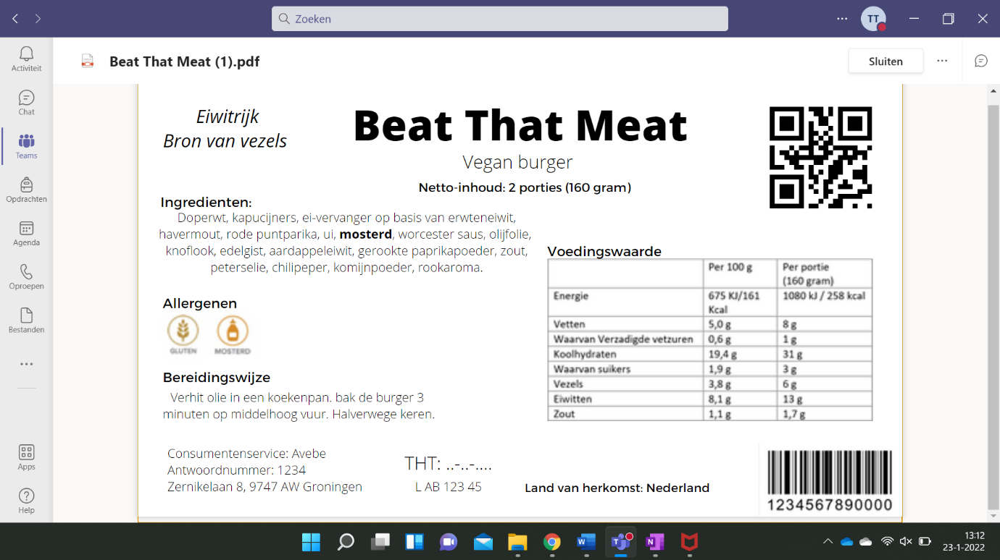 Zoeken
TT
Activiteit
Chat
Teams
Opdrachten
Agenda
Oproepen
Bestanden
Apps
Help
Beat That Meat (1).pdf
Sluiten
Eiwitrijk
Bron van vezels
Beat That Meat
Vegan burger
Netto-inhoud: 2 porties (160 gram)
Ingredienten:
Doperwt, kapucijners, ei-vervanger op basis van erwteneiwit,
havermout, rode puntparika, ui, mosterd, worcester saus, olijfolie,
knoflook, edelgist, aardappeleiwit, gerookte paprikapoeder, zout,
peterselie, chilipeper, komijnpoeder, rookaroma.
Allergenen
GLUTEN MOSTERD
Bereidingswijze
Verhit olie in een koekenpan. bak de burger 3
minuten op middelhoog vuur. Halverwege keren.
Voedingswaarde
Per 100 g Per portie
(160 gram)
Energie 675 KJ/161 1080 kJ / 258 kcal
Kcal
Vetten 5,0 g 8 g
Waarvan Verzadigde vetzuren 0,6 g 1 g
Koolhydraten 19,4 g 31 g
Waarvan suikers 1,9 g 3 g
Vezels 3,8 g 6 g
Eiwitten 8,1 g 13 g
Zout 1,1 g 1,7 g
Consumentenservice: Avebe
Antwoordnummer: 1234
Zernikelaan 8, 9747 AW Groningen
THT: ..-..-....
L AB 123 45
Land van herkomst: Nederland
1234567890000
13:12
23-1-2022